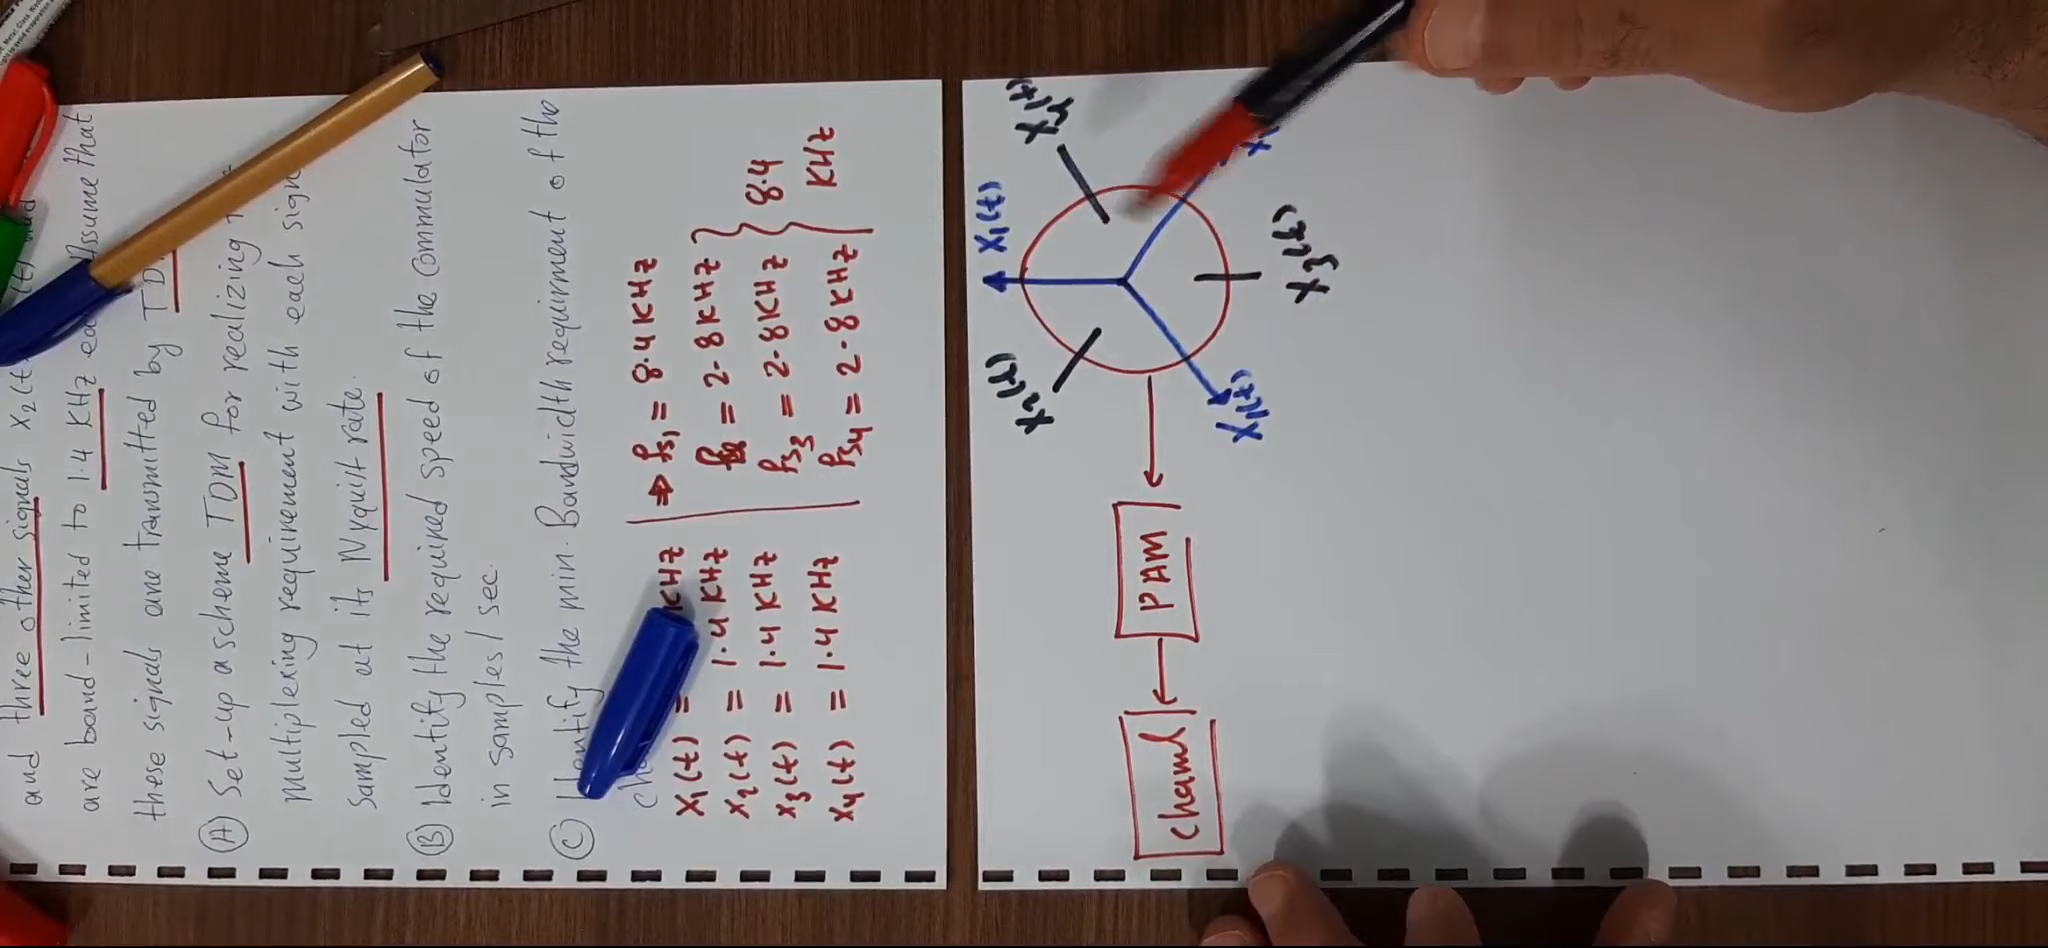 and three other signals x2(t)
are band-limited to 1.4 KHz Assume that
these signals are transmitted by TD
(A) Set-up a scheme TDM for realizing
multiplexing requirement with each sign
Sampled at its Nyquist rate.
(B) Identify the required speed of the commutator
in samples/sec.
(C) Identify the min. Bandwidth requirment of the
x1(t) = KHz ⇒ fs1 = 8.4 KHz
x2(t) = 1.4 KHz = 2.8 KHz
x3(t) = 1.4 KHz fs3 = 2.8 KHz
x4(t) = 1.4 KHz fs4 = 2.8 KHz
8.4
KHz
x4(t)
x1(t)
x3(t)
x2(t)
x1(t)
PAM
channel